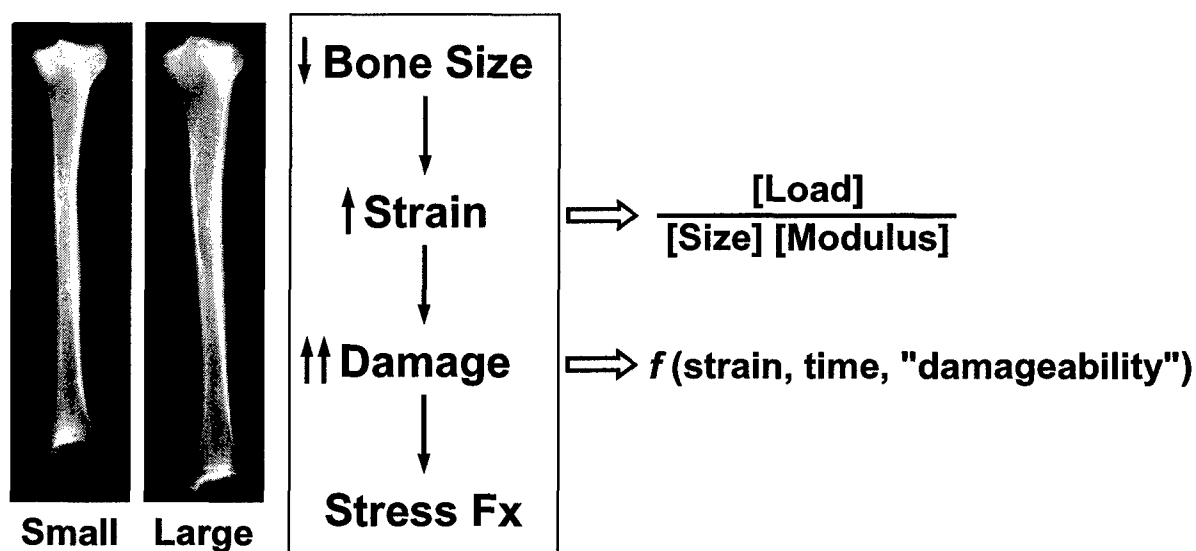 ↓ Bone Size
↑ Strain
[Load]
[Size] [Modulus]
↑↑ Damage
f (strain, time, "damageability")
Stress Fx
Small
Large